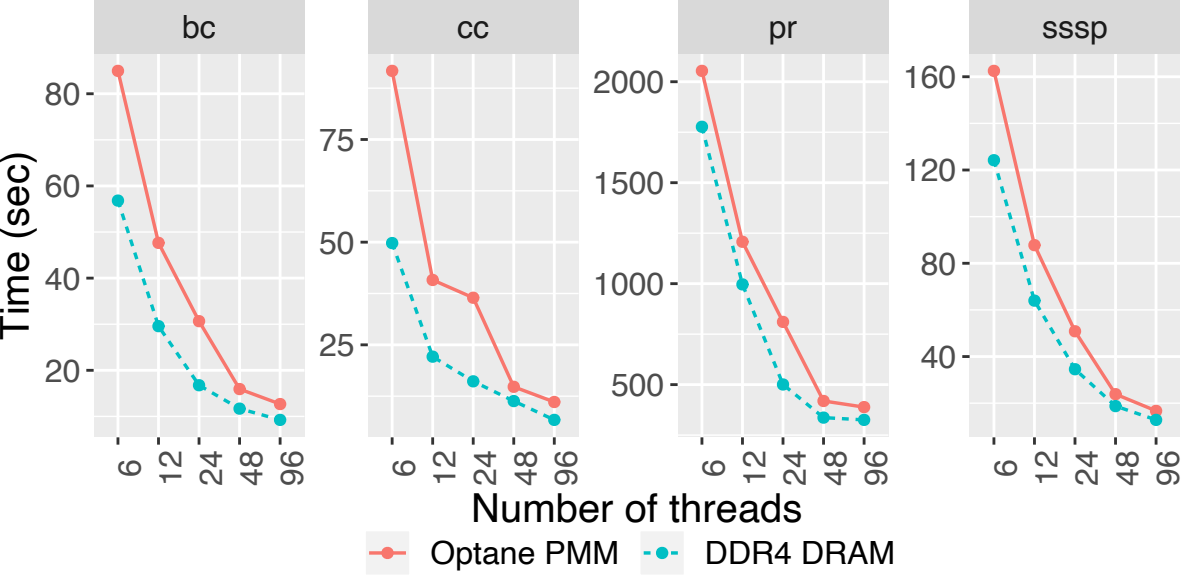 bc cc pr sssp
Time (sec)
80
60
40
20
75
50
25
2000
1500
1000
500
160
120
80
40
6 12 24 48 96
6 12 24 48 96
6 12 24 48 96
6 12 24 48 96
Number of threads
Optane PMM DDR4 DRAM